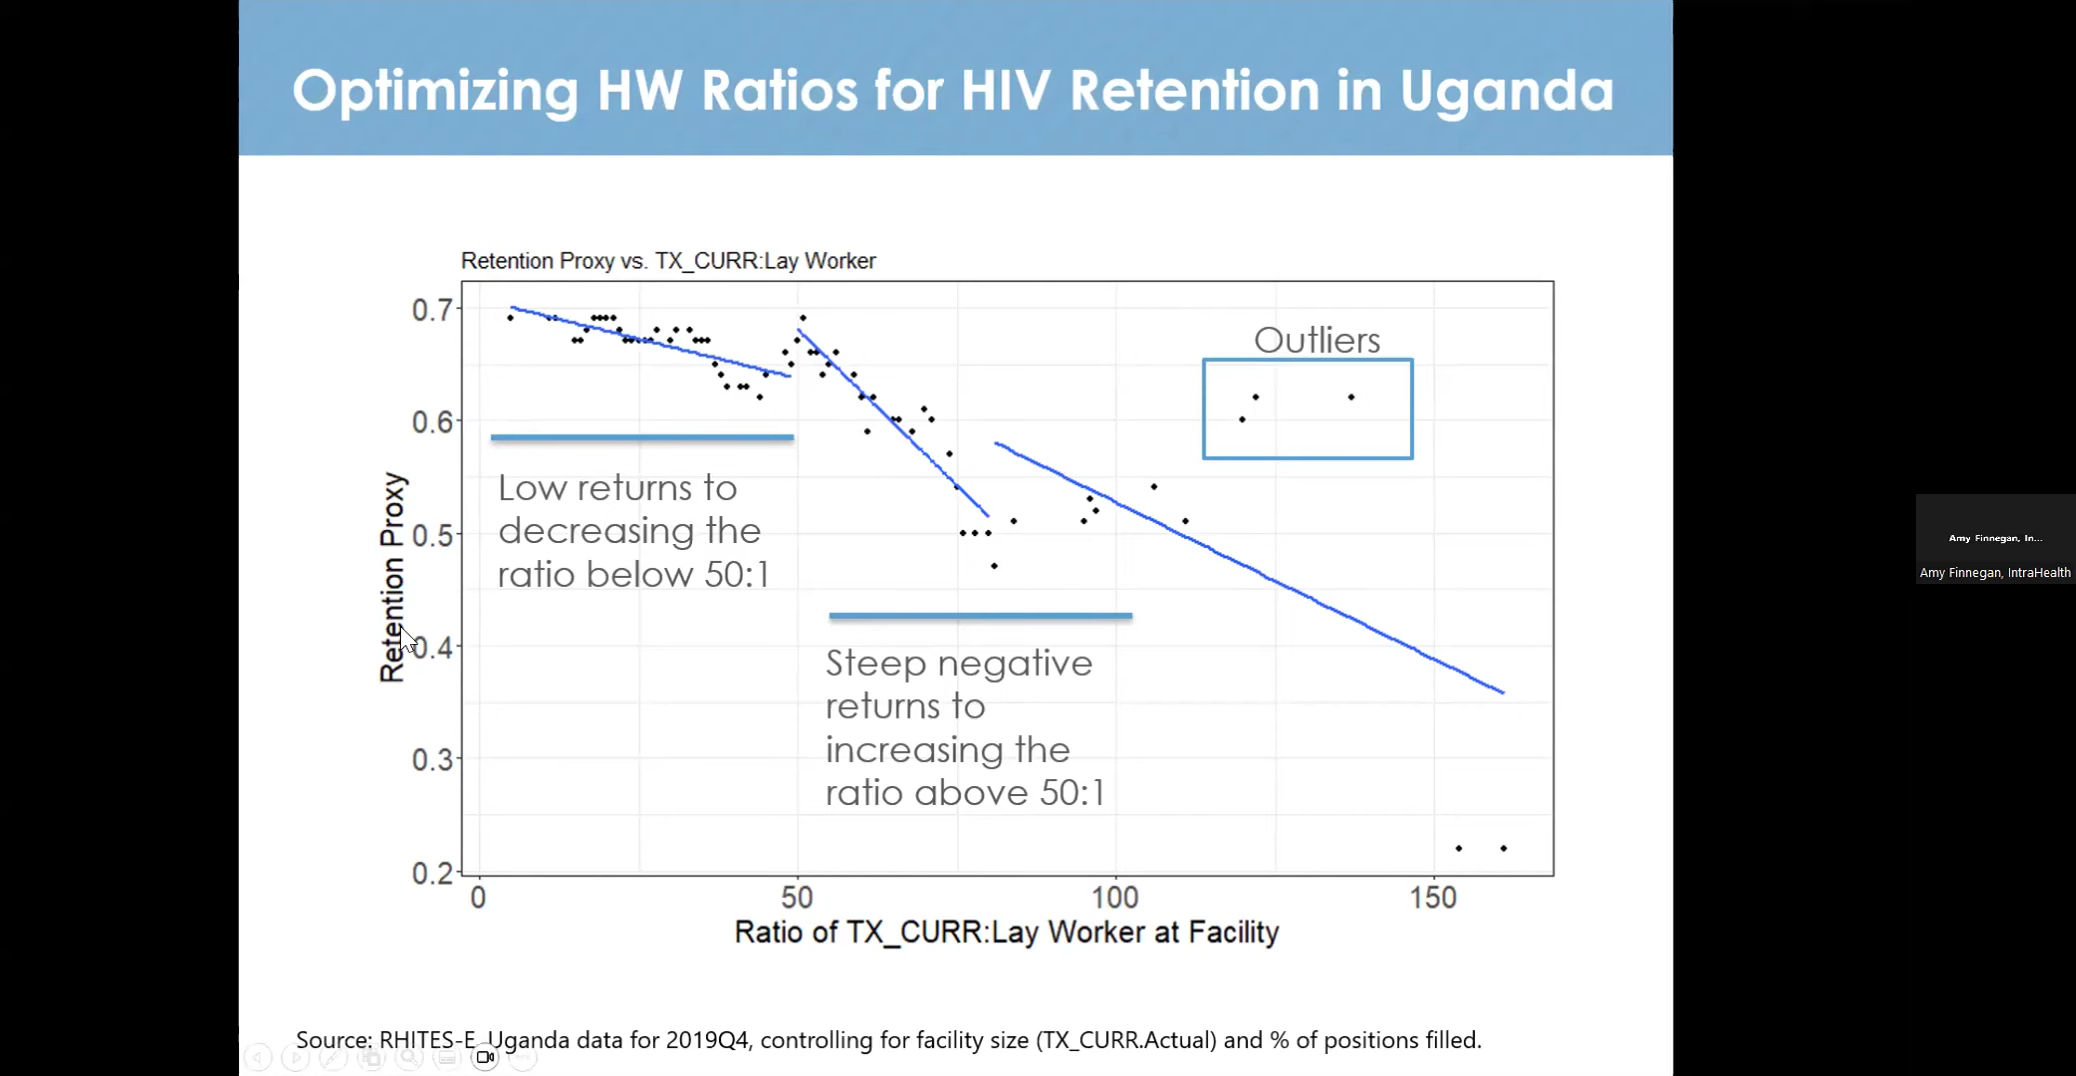 Optimizing HW Ratios for HIV Retention in Uganda
Retention Proxy vs. TX_CURR:Lay Worker
0.7
0.6
0.5
0.4
0.3
0.2
Retention Proxy
Outliers
Low returns to
decreasing the
ratio below 50:1
Steep negative
returns to
increasing the
ratio above 50:1
0
50
100
150
Ratio of TX_CURR:Lay Worker at Facility
Amy Finnegan, In...
Amy Finnegan, IntraHealth
Source: RHITES-E Uganda data for 2019Q4, controlling for facility size (TX_CURR.Actual) and % of positions filled.